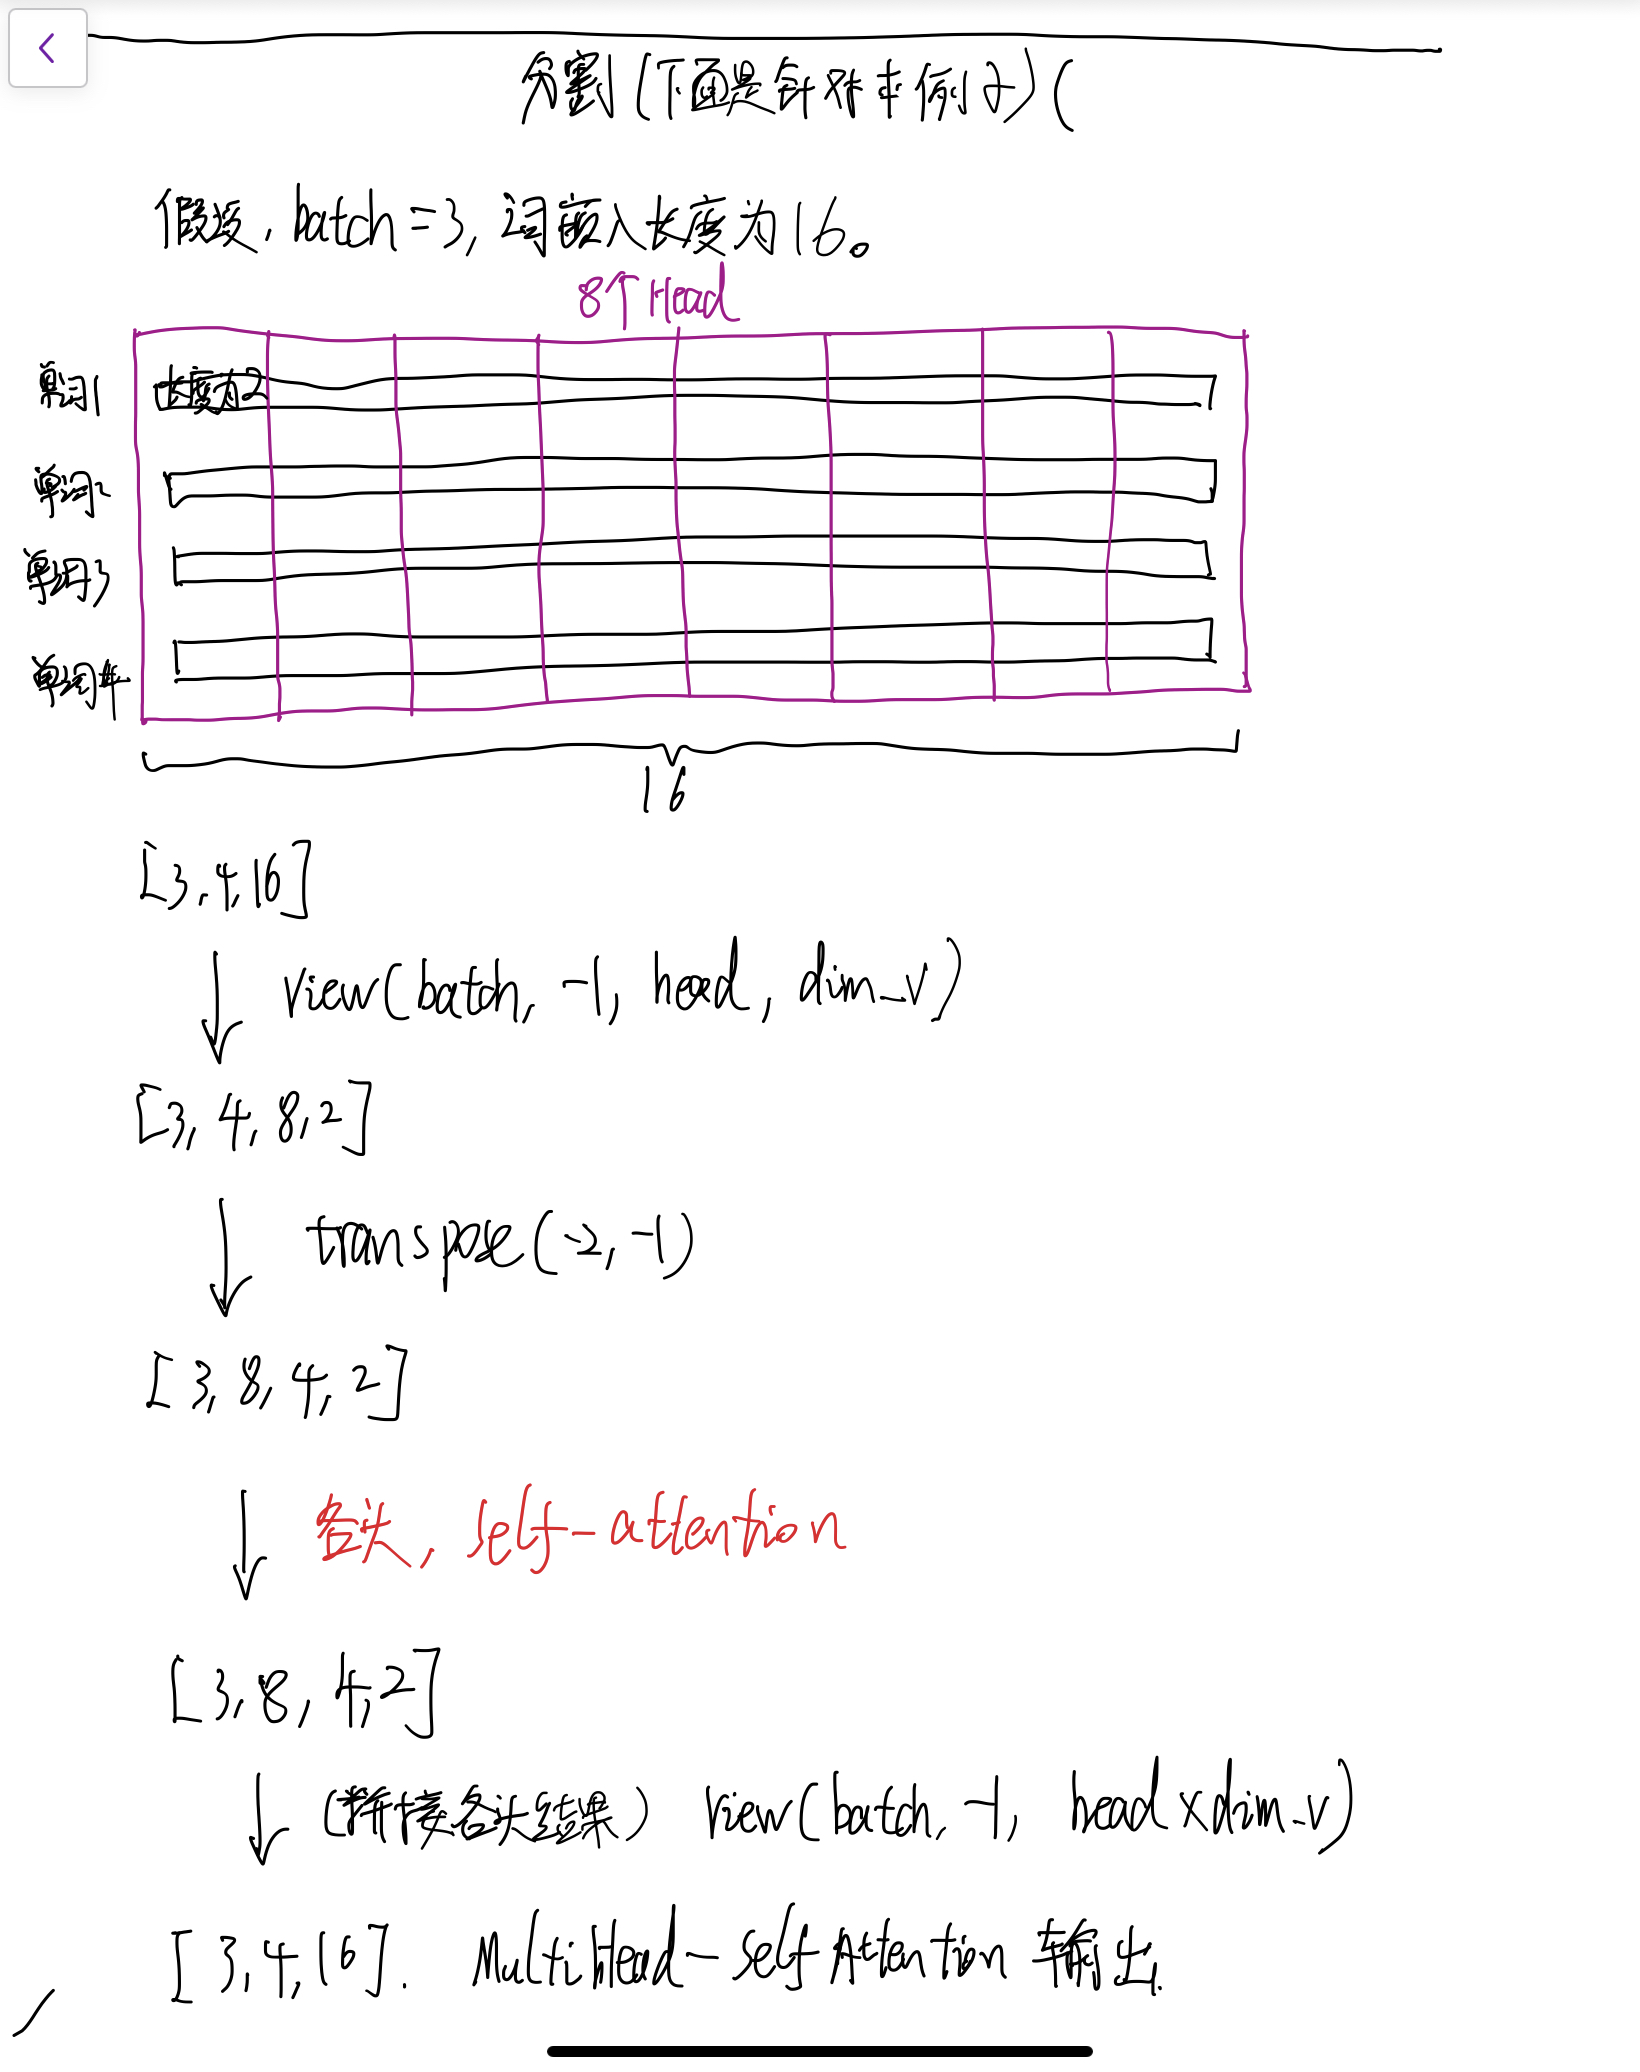 分割(下面是针对本例子)(
假设, batch=3, 词嵌入长度为16。
8个Head
单词1 长度为2
单词2
单词3
单词4
16
[3,4,16]
view(batch, -1, head, dim_v)
[3, 4, 8, 2]
transpose(-2, -1)
[3, 8, 4, 2]
各头, self-attention
[3, 8, 4, 2]
(拼接各头结果) view(batch, -1, head×dim_v)
[3, 4, 16]. MultiHead-self Attention 输出.